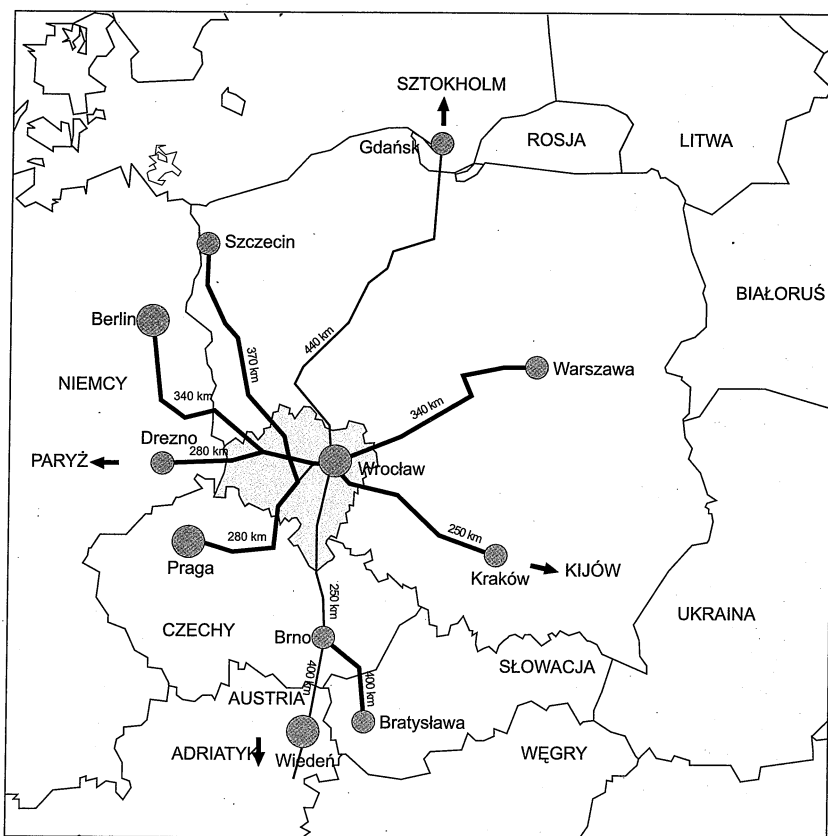 SZTOKHOLM
Gdańsk
ROSJA
LITWA
Szczecin
BIAŁORUŚ
Berlin
440 km
370 km
Warszawa
NIEMCY
340 km
340 km
Drezno
280 km
PARYŻ
Wrocław
280 km
250 km
Praga
Kraków
KIJÓW
250 km
UKRAINA
CZECHY
Brno
SŁOWACJA
400 km
400 km
AUSTRIA
Bratysława
ADRIATYK
Wiedeń
WĘGRY